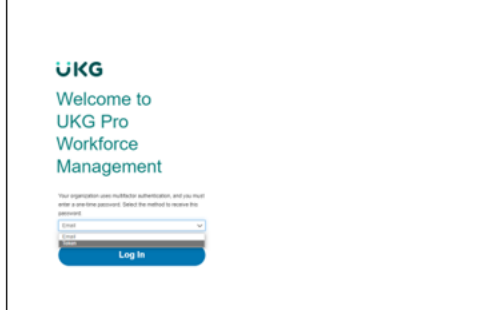 UKG
Welcome to
UKG Pro
Workforce
Management
Your organization uses multifactor authentication, and you must
enter a one-time password. Select the method to receive this
password.
Email
Email
Token
Log In